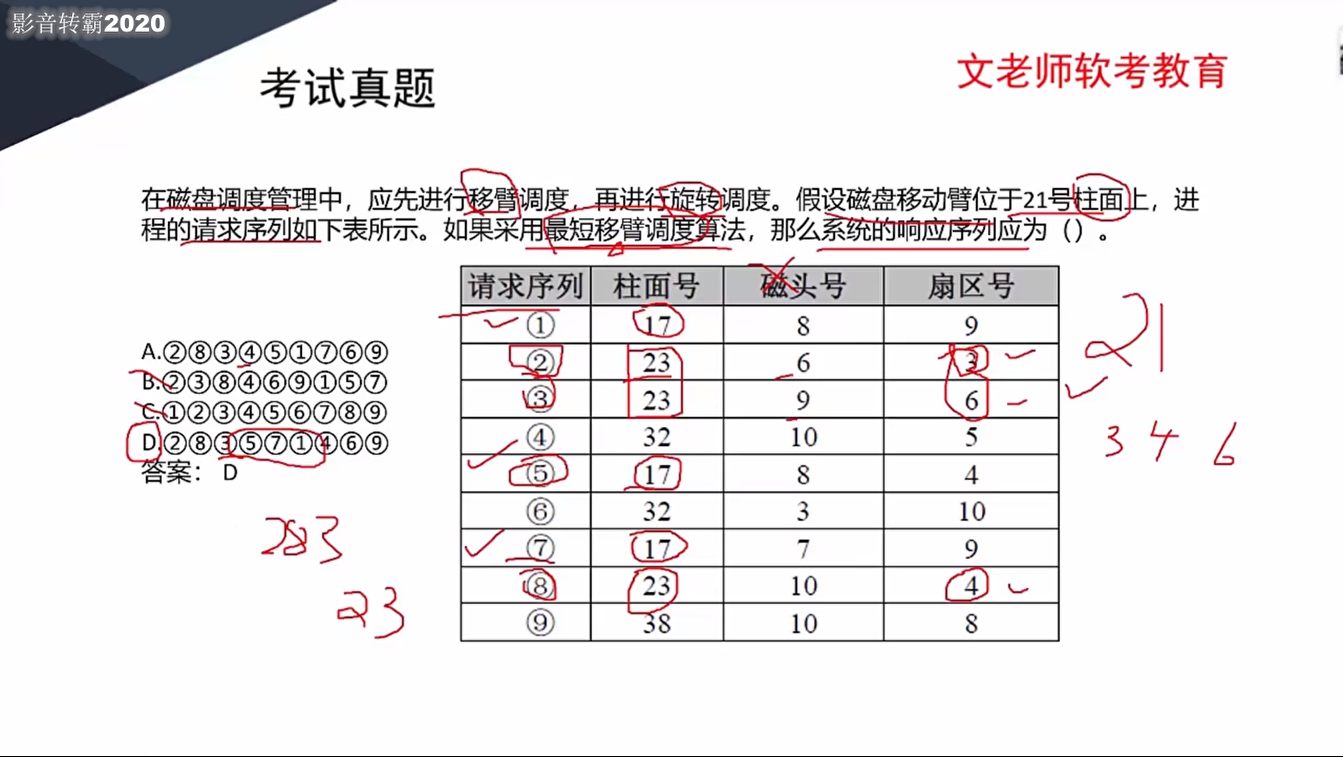 影音转霸2020
考试真题
文老师软考教育
在磁盘调度管理中，应先进行移臂调度，再进行旋转调度。假设磁盘移动臂位于21号柱面上，进
程的请求序列如下表所示。如果采用最短移臂调度算法，那么系统的响应序列应为（）。
请求序列 柱面号 磁头号 扇区号
① 17 8 9
② 23 6 3
③ 23 9 6
④ 32 10 5
⑤ 17 8 4
⑥ 32 3 10
⑦ 17 7 9
⑧ 23 10 4
⑨ 38 10 8
A.②⑧③④⑤①⑦⑥⑨
B.②③⑧④⑥⑨①⑤⑦
C.①②③④⑤⑥⑦⑧⑨
D.②⑧③⑤⑦①④⑥⑨
答案： D
21
3 4 6
283
23